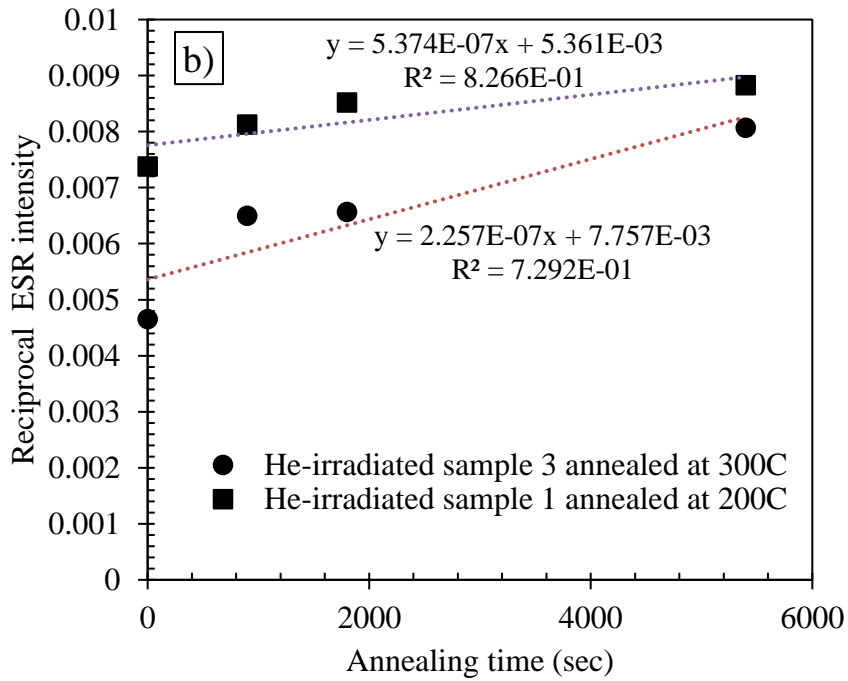 b)
y = 5.374E-07x + 5.361E-03
R² = 8.266E-01
y = 2.257E-07x + 7.757E-03
R² = 7.292E-01
He-irradiated sample 3 annealed at 300C
He-irradiated sample 1 annealed at 200C
Reciprocal ESR intensity
0.01
0.009
0.008
0.007
0.006
0.005
0.004
0.003
0.002
0.001
0
0 2000 4000 6000
Annealing time (sec)